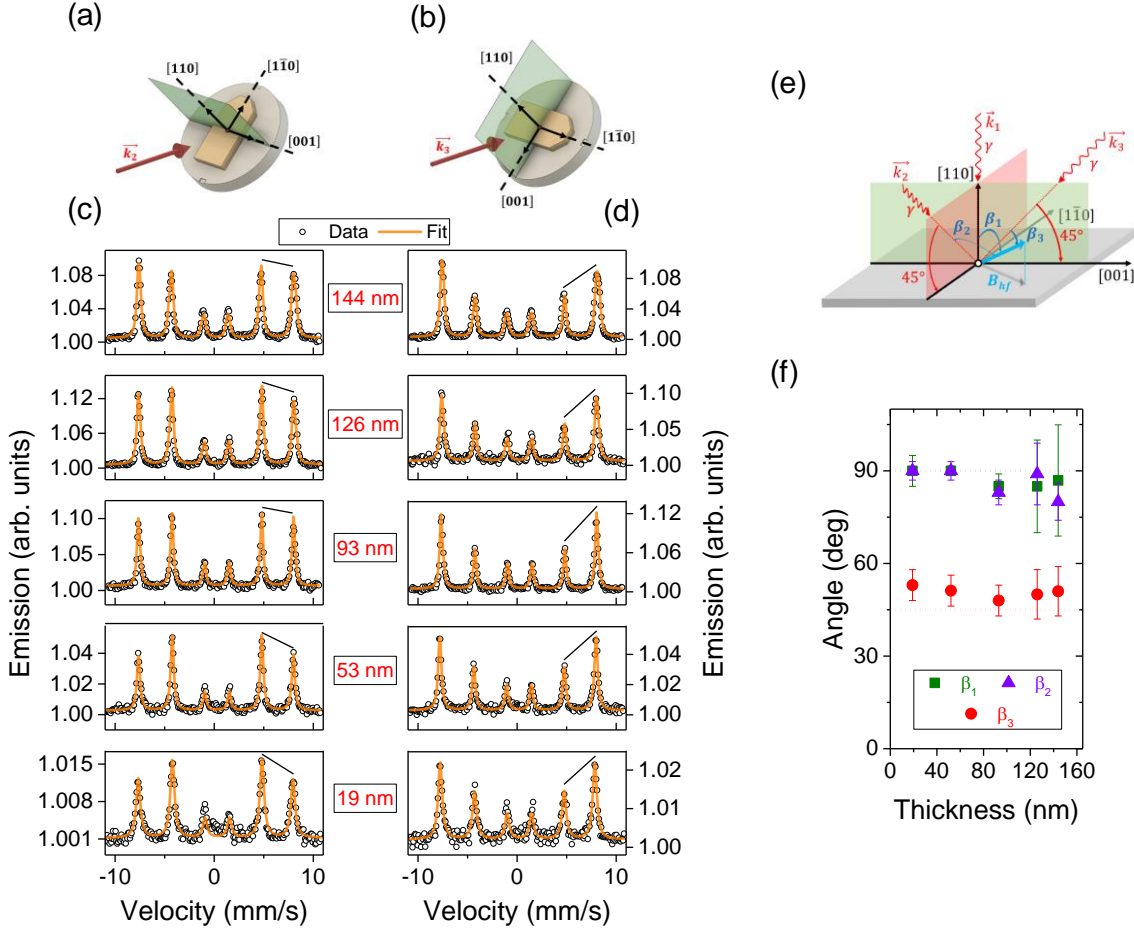 (a)
[110]
[11̅0]
[001]
k₂⃗
(b)
[110]
[11̅0]
[001]
k₃⃗
(c)
(d)
Data Fit
Emission (arb. units)
1.08
1.04
1.00
144 nm
1.08
1.04
1.00
1.12
1.06
1.00
126 nm
1.10
1.05
1.00
1.10
1.05
1.00
93 nm
1.12
1.06
1.00
1.04
1.02
1.00
53 nm
1.04
1.02
1.00
1.015
1.008
1.001
19 nm
1.02
1.01
1.00
-10 0 10
-10 0 10
Velocity (mm/s)
Velocity (mm/s)
Emission (arb. units)
(e)
k₁⃗
γ
k₃⃗
γ
k₂⃗
γ
[110]
[11̅0]
β₂
β₁
β₃
45°
45°
B_hf
[001]
(f)
Angle (deg)
90
45
0
β₁ β₂
β₃
0 40 80 120 160
Thickness (nm)